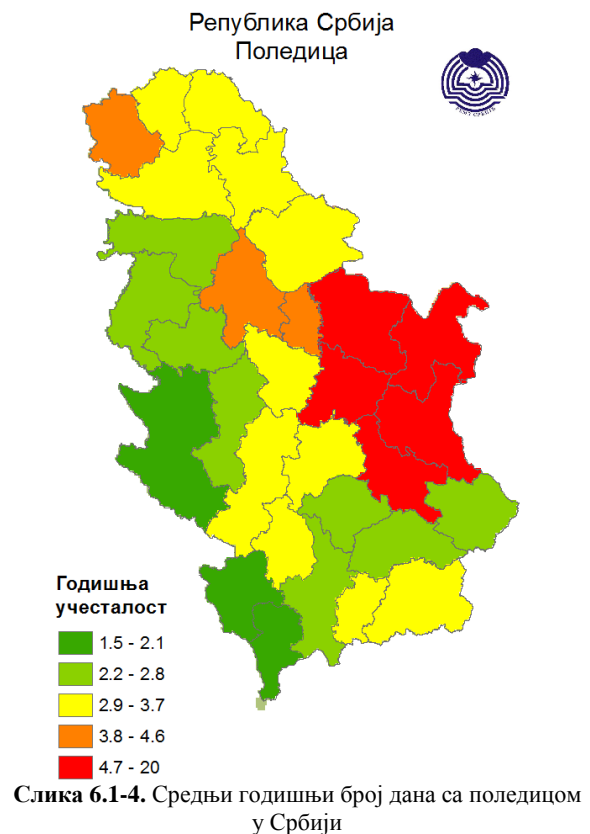 Република Србија
Поледица
Годишња
учесталост
1.5 - 2.1
2.2 - 2.8
2.9 - 3.7
3.8 - 4.6
4.7 - 20
Слика 6.1-4. Средњи годишњи број дана са поледицом
у Србији